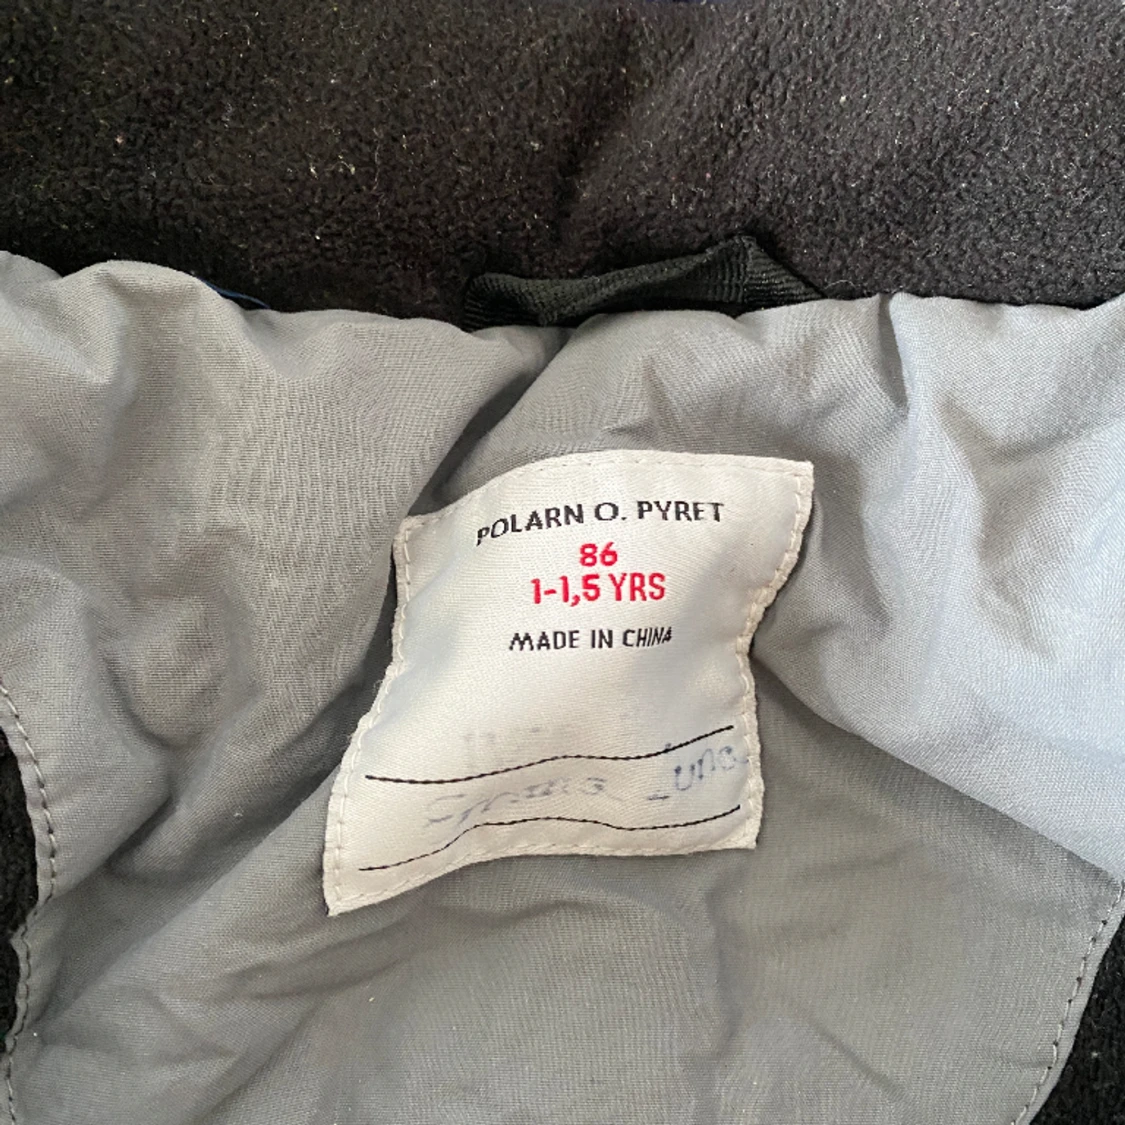 POLARN O. PYRET
86
1-1,5 YRS
MADE IN CHINA